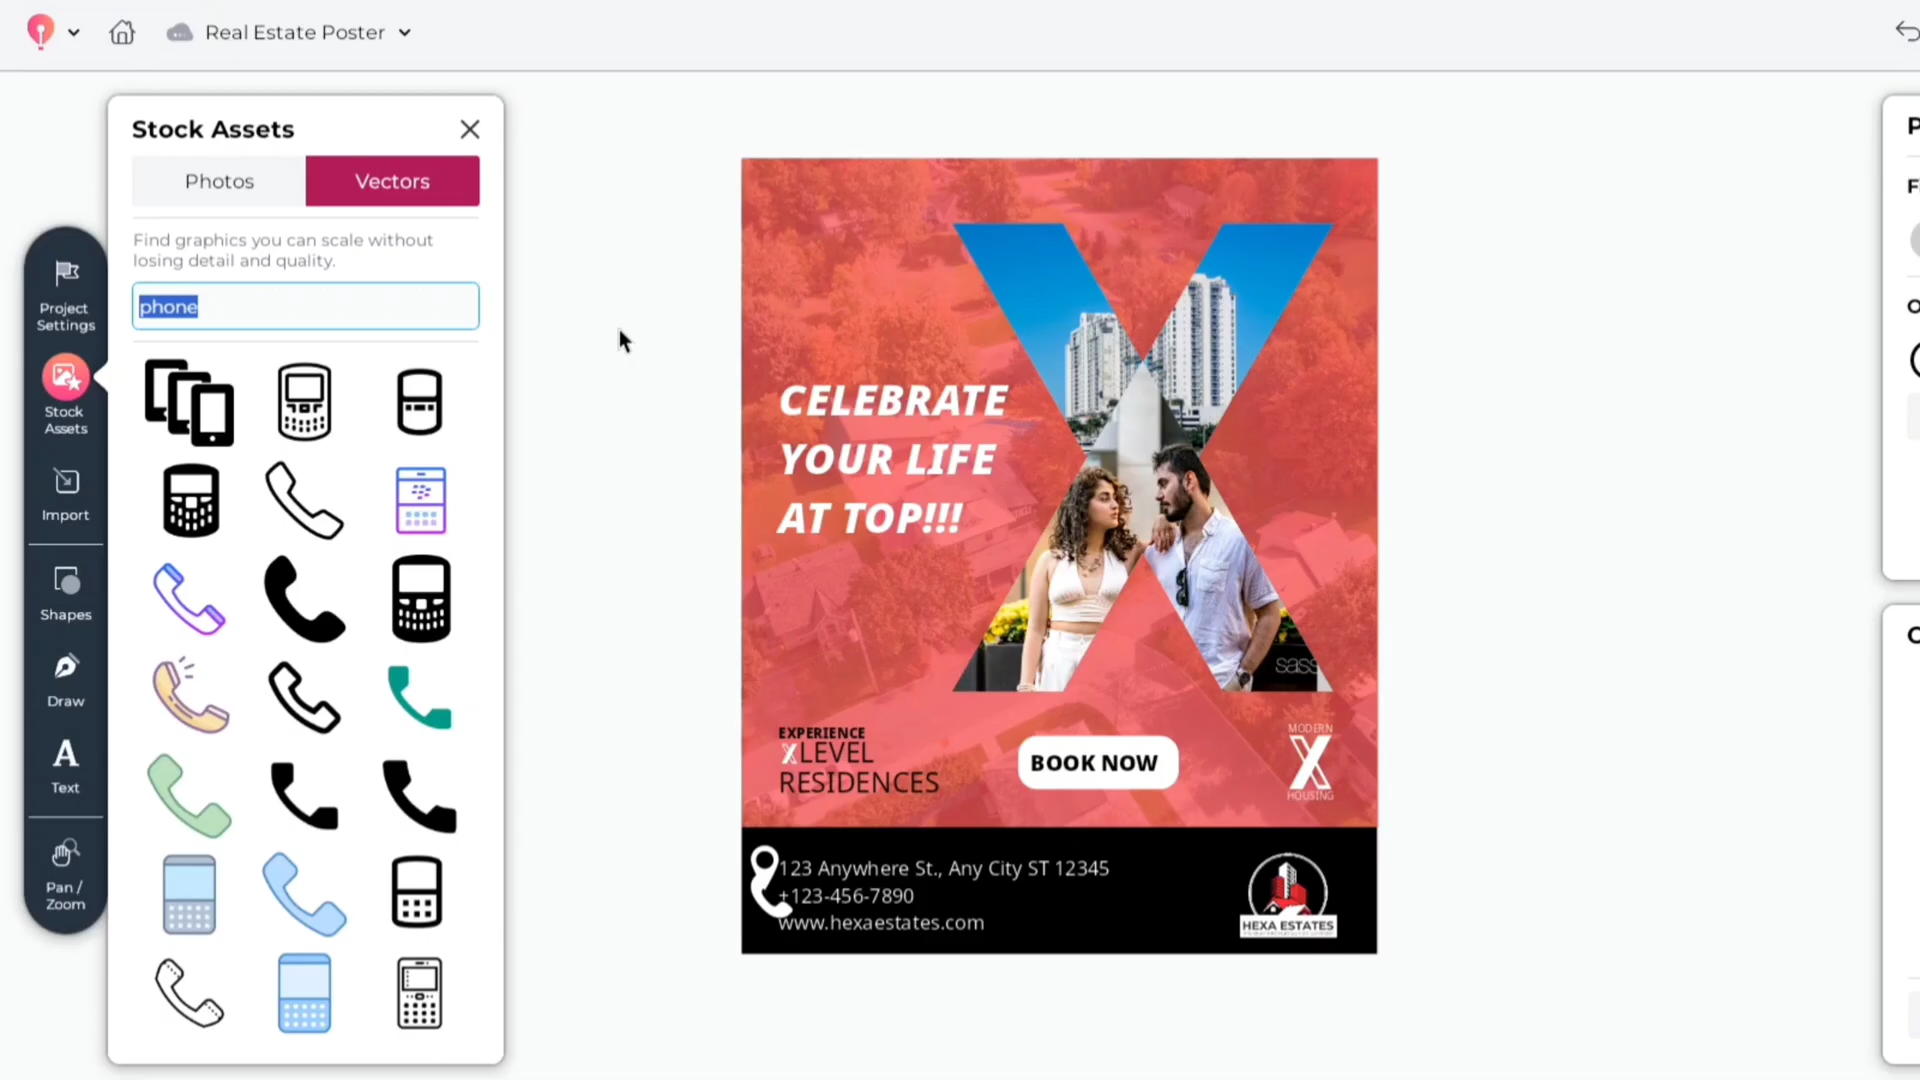 Real Estate Poster
Stock Assets
Photos
Vectors
Find graphics you can scale without
losing detail and quality.
phone
Project
Settings
Stock
Assets
Import
Shapes
Draw
A
Text
Pan /
Zoom
CELEBRATE
YOUR LIFE
AT TOP!!!
sass
EXPERIENCE
XLEVEL
RESIDENCES
BOOK NOW
MODERN
X
HOUSING
123 Anywhere St., Any City ST 12345
+123-456-7890
www.hexaestates.com
HEXA ESTATES